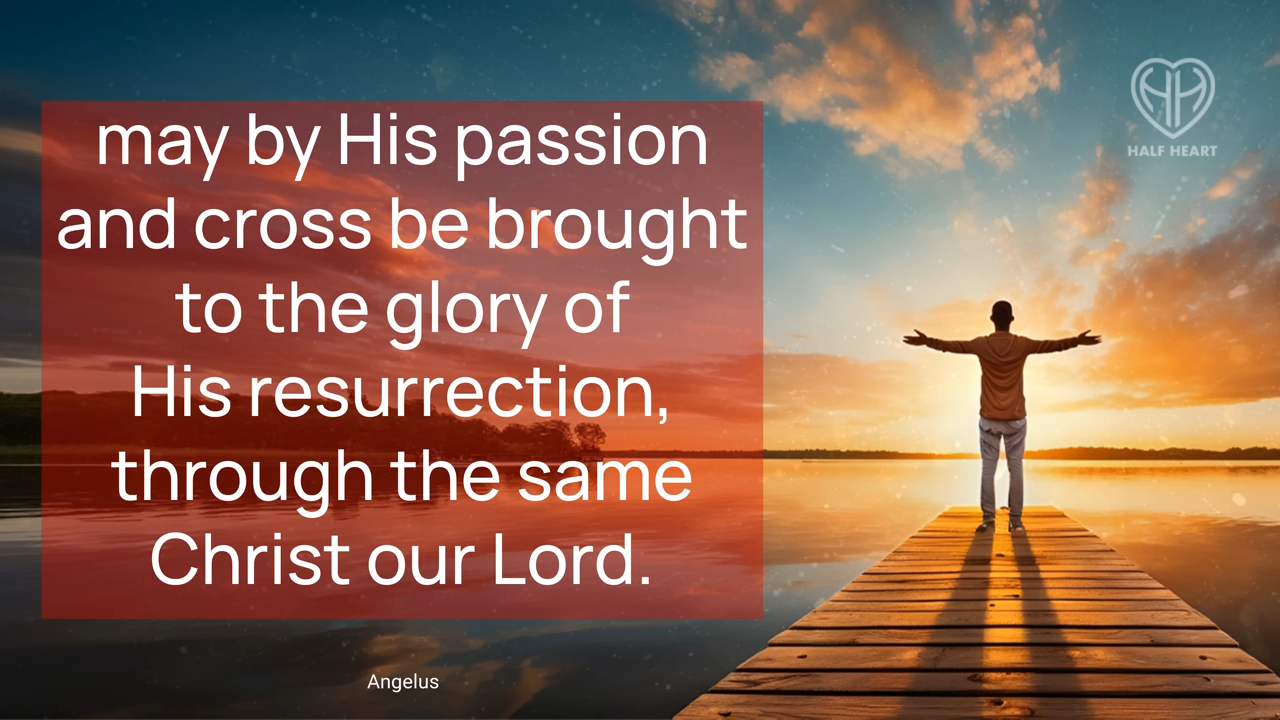 may by His passion
and cross be brought
to the glory of
His resurrection,
through the same
Christ our Lord.
Angelus
HALF HEART